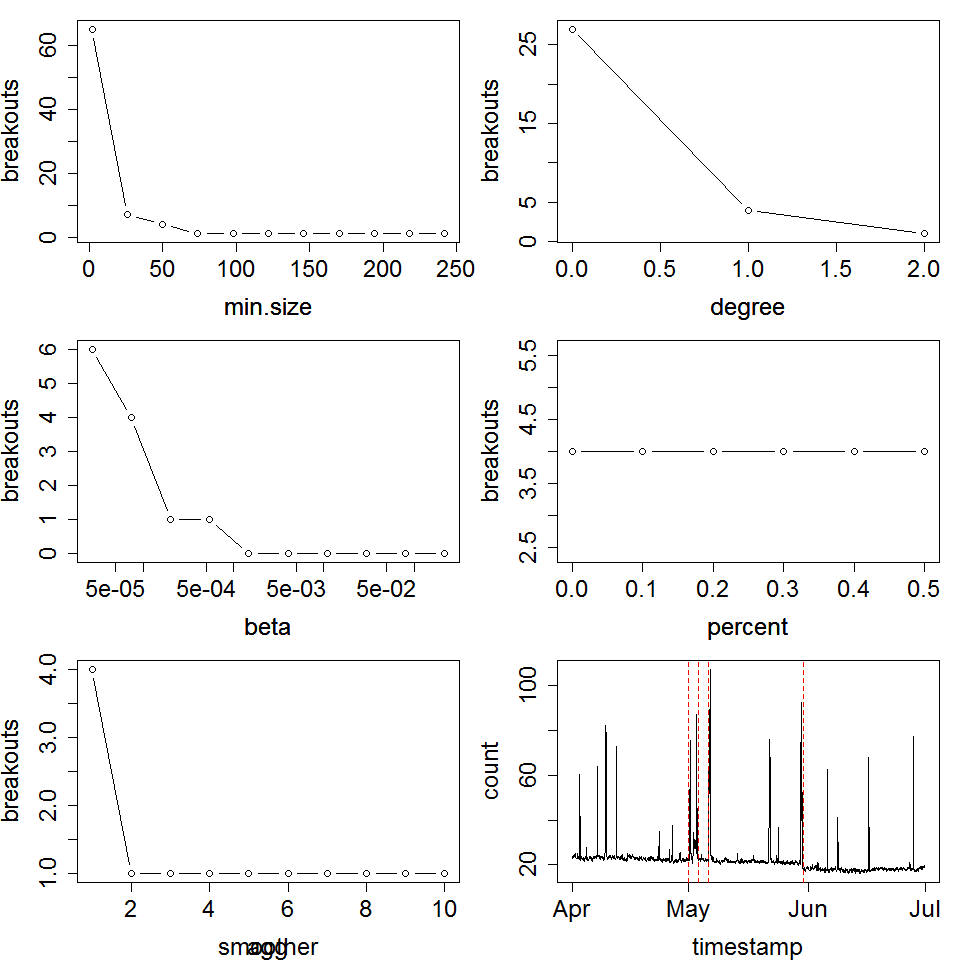 breakouts
0 20 40 60
0 50 100 150 200 250
min.size
breakouts
0 5 15 25
0.0 0.5 1.0 1.5 2.0
degree
breakouts
0 1 2 3 4 5 6
5e-05 5e-04 5e-03 5e-02
beta
breakouts
2.5 3.5 4.5 5.5
0.0 0.1 0.2 0.3 0.4 0.5
percent
breakouts
1.0 2.0 3.0 4.0
2 4 6 8 10
count
20 60 100
Apr May Jun Jul
timestamp